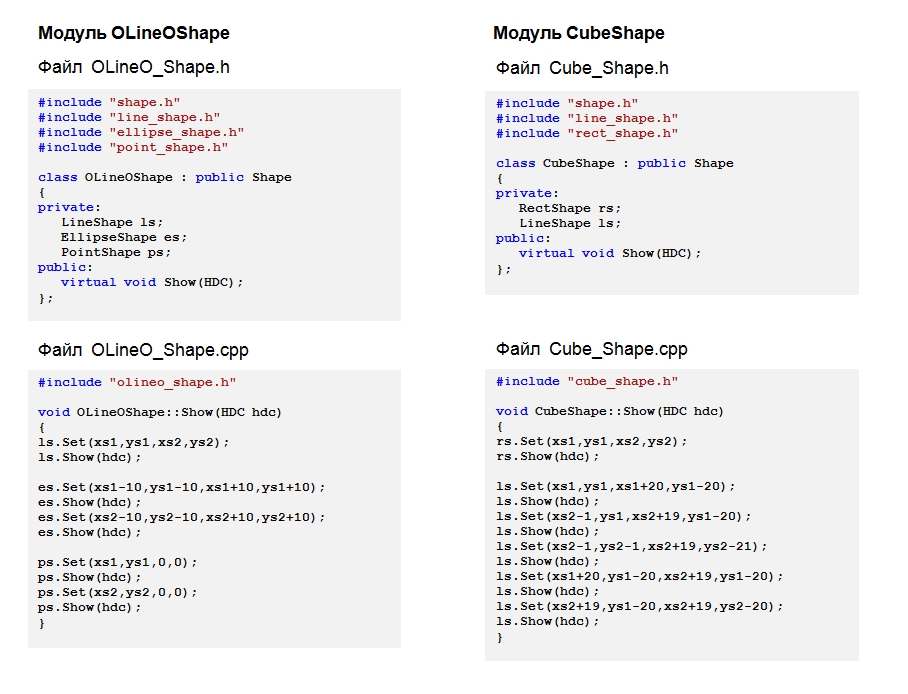 Модуль OLineOShape
Файл OLineO_Shape.h
#include "shape.h"
#include "line_shape.h"
#include "ellipse_shape.h"
#include "point_shape.h"
class OLineOShape : public Shape
{
private:
LineShape ls;
EllipseShape es;
PointShape ps;
public:
virtual void Show(HDC);
};
Файл OLineO_Shape.cpp
#include "olineo_shape.h"
void OLineOShape::Show(HDC hdc)
{
ls.Set(xs1,ys1,xs2,ys2);
ls.Show(hdc);
es.Set(xs1-10,ys1-10,xs1+10,ys1+10);
es.Show(hdc);
es.Set(xs2-10,ys2-10,xs2+10,ys2+10);
es.Show(hdc);
ps.Set(xs1,ys1,0,0);
ps.Show(hdc);
ps.Set(xs2,ys2,0,0);
ps.Show(hdc);
}
Модуль CubeShape
Файл Cube_Shape.h
#include "shape.h"
#include "line_shape.h"
#include "rect_shape.h"
class CubeShape : public Shape
{
private:
RectShape rs;
LineShape ls;
public:
virtual void Show(HDC);
};
Файл Cube_Shape.cpp
#include "cube_shape.h"
void CubeShape::Show(HDC hdc)
{
rs.Set(xs1,ys1,xs2,ys2);
rs.Show(hdc);
ls.Set(xs1,ys1,xs1+20,ys1-20);
ls.Show(hdc);
ls.Set(xs2-1,ys1,xs2+19,ys1-20);
ls.Show(hdc);
ls.Set(xs2-1,ys2-1,xs2+19,ys2-21);
ls.Show(hdc);
ls.Set(xs1+20,ys1-20,xs2+19,ys1-20);
ls.Show(hdc);
ls.Set(xs2+19,ys1-20,xs2+19,ys2-20);
ls.Show(hdc);
}